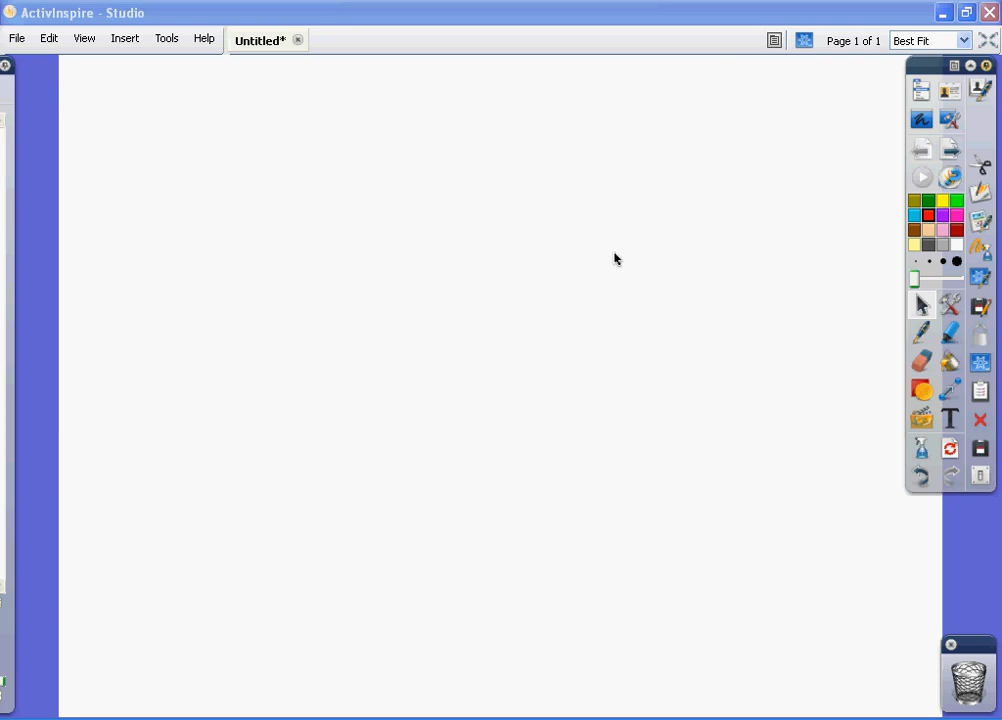 ActivInspire - Studio
File Edit View Insert Tools Help Untitled* Page 1 of 1 Best Fit
T